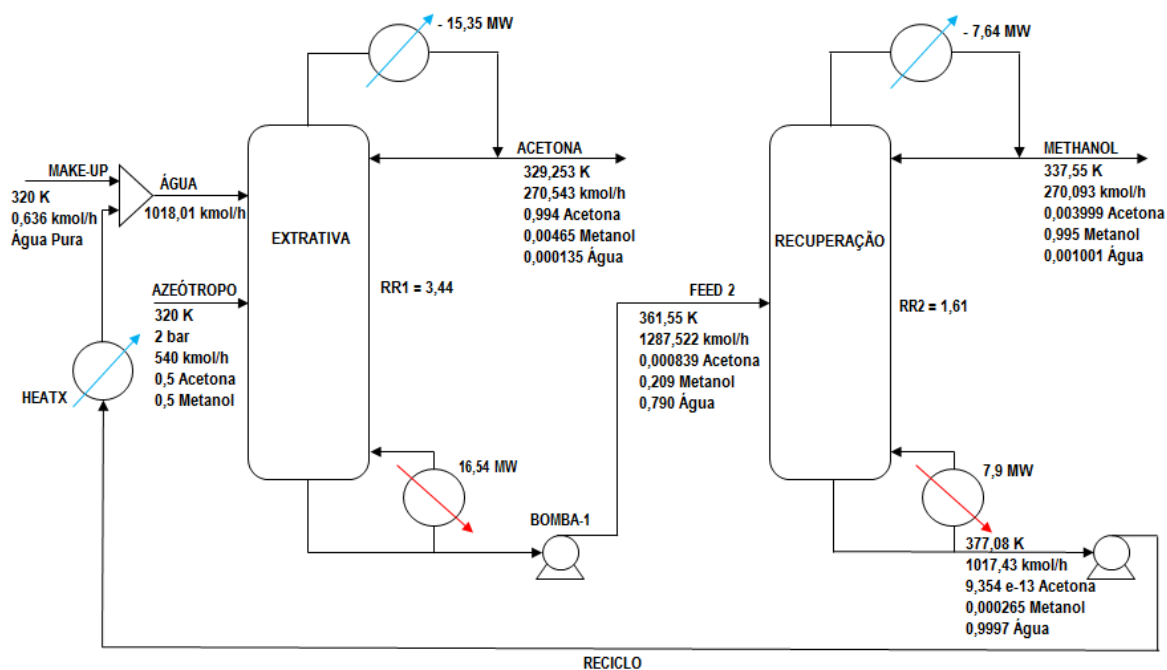 - 15,35 MW
- 7,64 MW
MAKE-UP
320 K
0,636 kmol/h
Água Pura
ÁGUA
1018,01 kmol/h
EXTRATIVA
ACETONA
329,253 K
270,543 kmol/h
0,994 Acetona
0,00465 Metanol
0,000135 Água
RECUPERAÇÃO
METHANOL
337,55 K
270,093 kmol/h
0,003999 Acetona
0,995 Metanol
0,001001 Água
AZEÓTROPO
320 K
2 bar
540 kmol/h
0,5 Acetona
0,5 Metanol
RR1 = 3,44
FEED 2
361,55 K
1287,522 kmol/h
0,000839 Acetona
0,209 Metanol
0,790 Água
RR2 = 1,61
HEATX
16,54 MW
BOMBA-1
7,9 MW
377,08 K
1017,43 kmol/h
9,354 e-13 Acetona
0,000265 Metanol
0,9997 Água
RECICLO